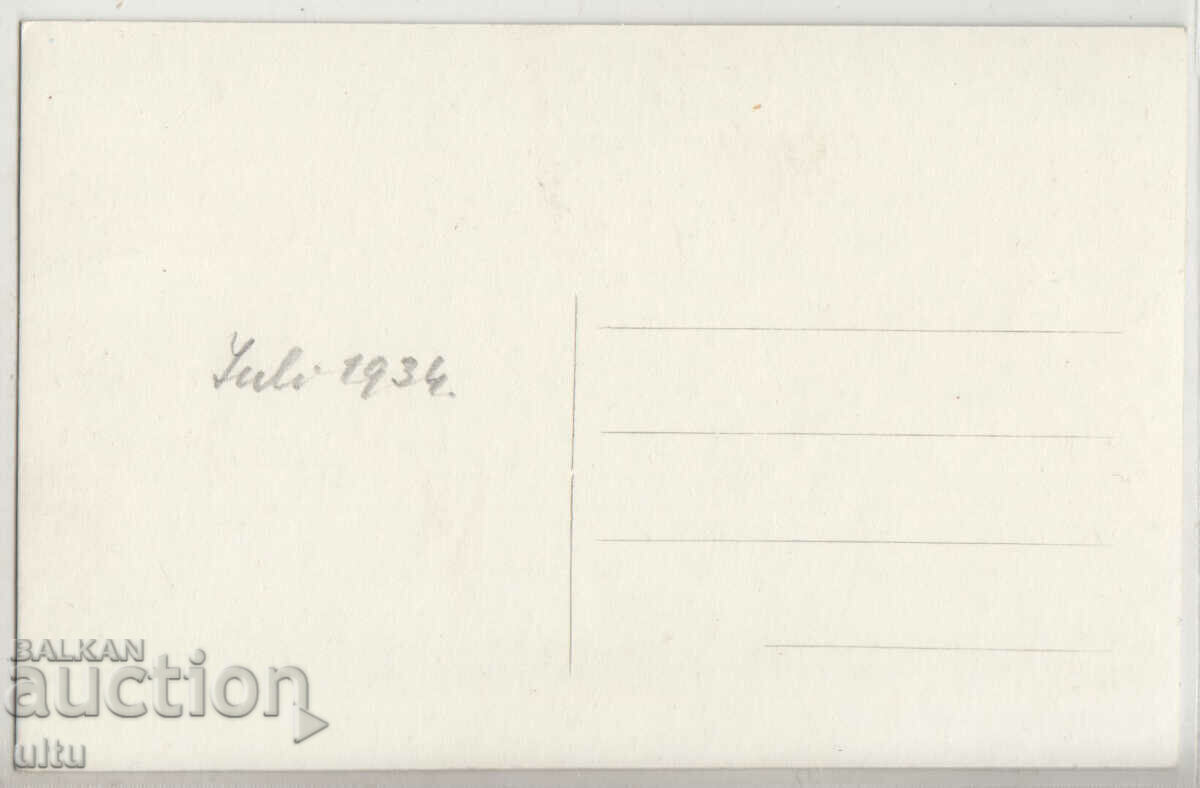 Juli 1934.
BALKAN
auction
ultu